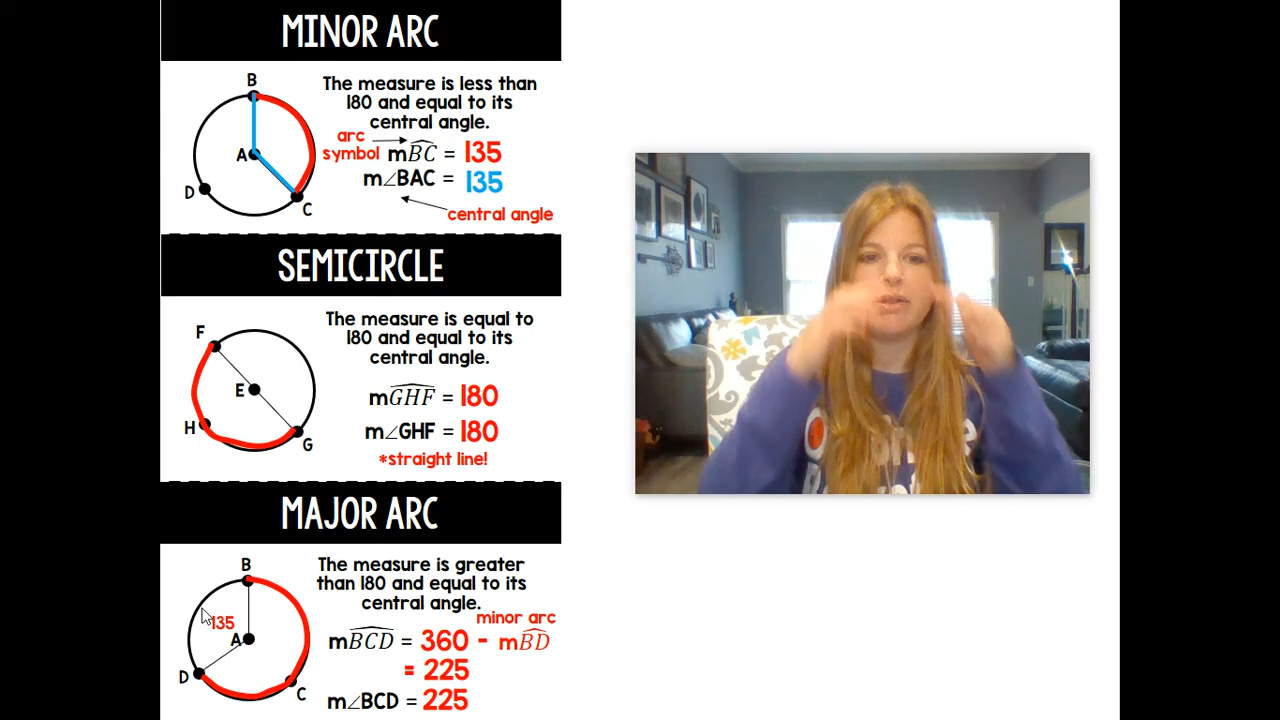 MINOR ARC
B
A
D
C
The measure is less than
180 and equal to its
central angle.
arc
symbol
mBC = 135
m∠BAC = 135
central angle
SEMICIRCLE
F
E
H
G
The measure is equal to
180 and equal to its
central angle.
mGHF = 180
m∠GHF = 180
*straight line!
MAJOR ARC
B
135
A
D
C
The measure is greater
than 180 and equal to its
central angle.
minor arc
mBCD = 360 - mBD
= 225
m∠BCD = 225